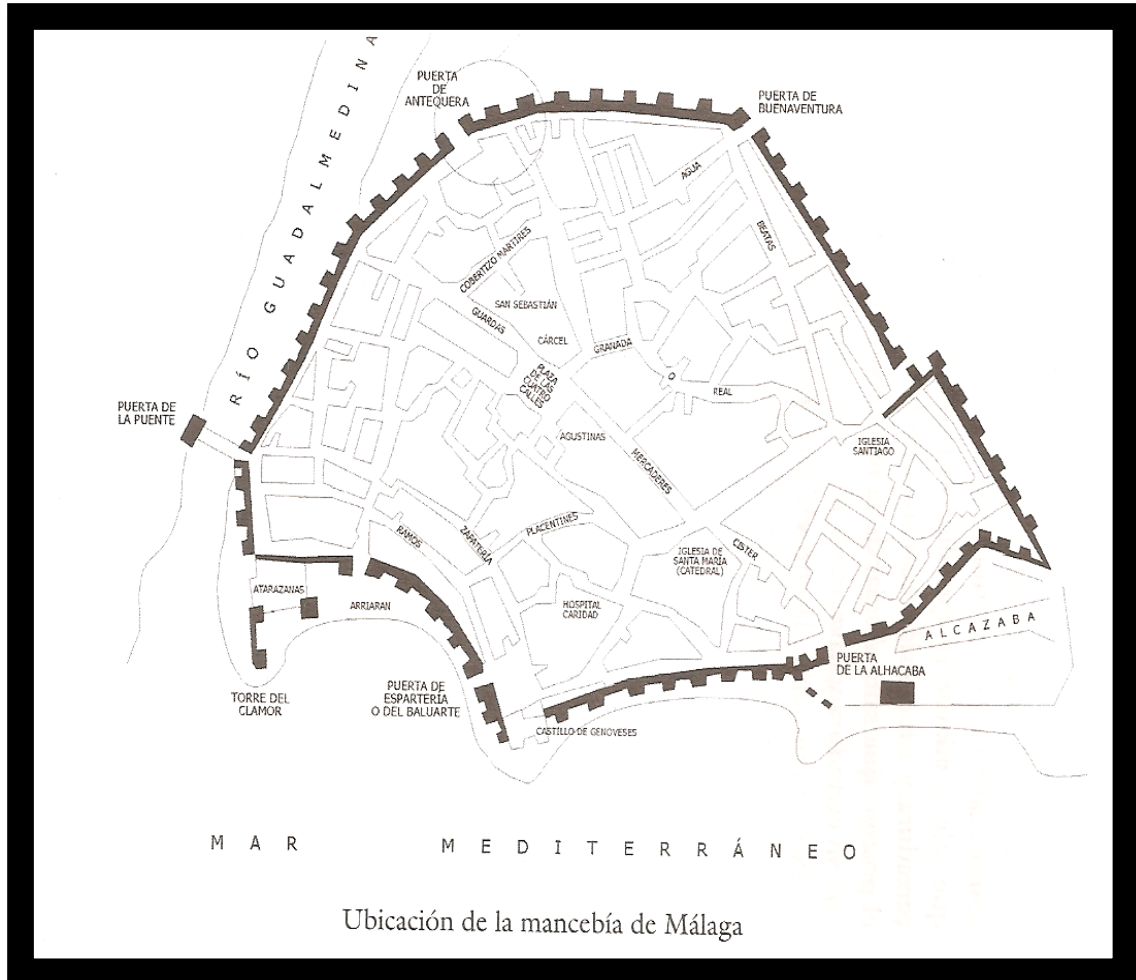 RÍO GUADALMEDINA
PUERTA
DE
ANTEQUERA
PUERTA DE
BUENAVENTURA
AGUA
BEATAS
COBERTIZO MARTIRES
SAN SEBASTIÁN
GUARDAS
CÁRCEL
GRANADA
PLAZA
DE LAS
CUATRO
CALLES
REAL
PUERTA DE
LA PUENTE
AGUSTINAS
MERCADERES
IGLESIA
SANTIAGO
RAMOS
ZAPATERÍA
PLACENTINES
CISTER
IGLESIA DE
SANTA MARÍA
(CATEDRAL)
ATARAZANAS
ARRIARAN
HOSPITAL
CARIDAD
ALCAZABA
PUERTA
DE LA ALHACABA
TORRE DEL
CLAMOR
PUERTA DE
ESPARTERIA
O DEL BALUARTE
CASTILLO DE GENOVESES
MAR MEDITERRÁNEO
Ubicación de la mancebía de Málaga